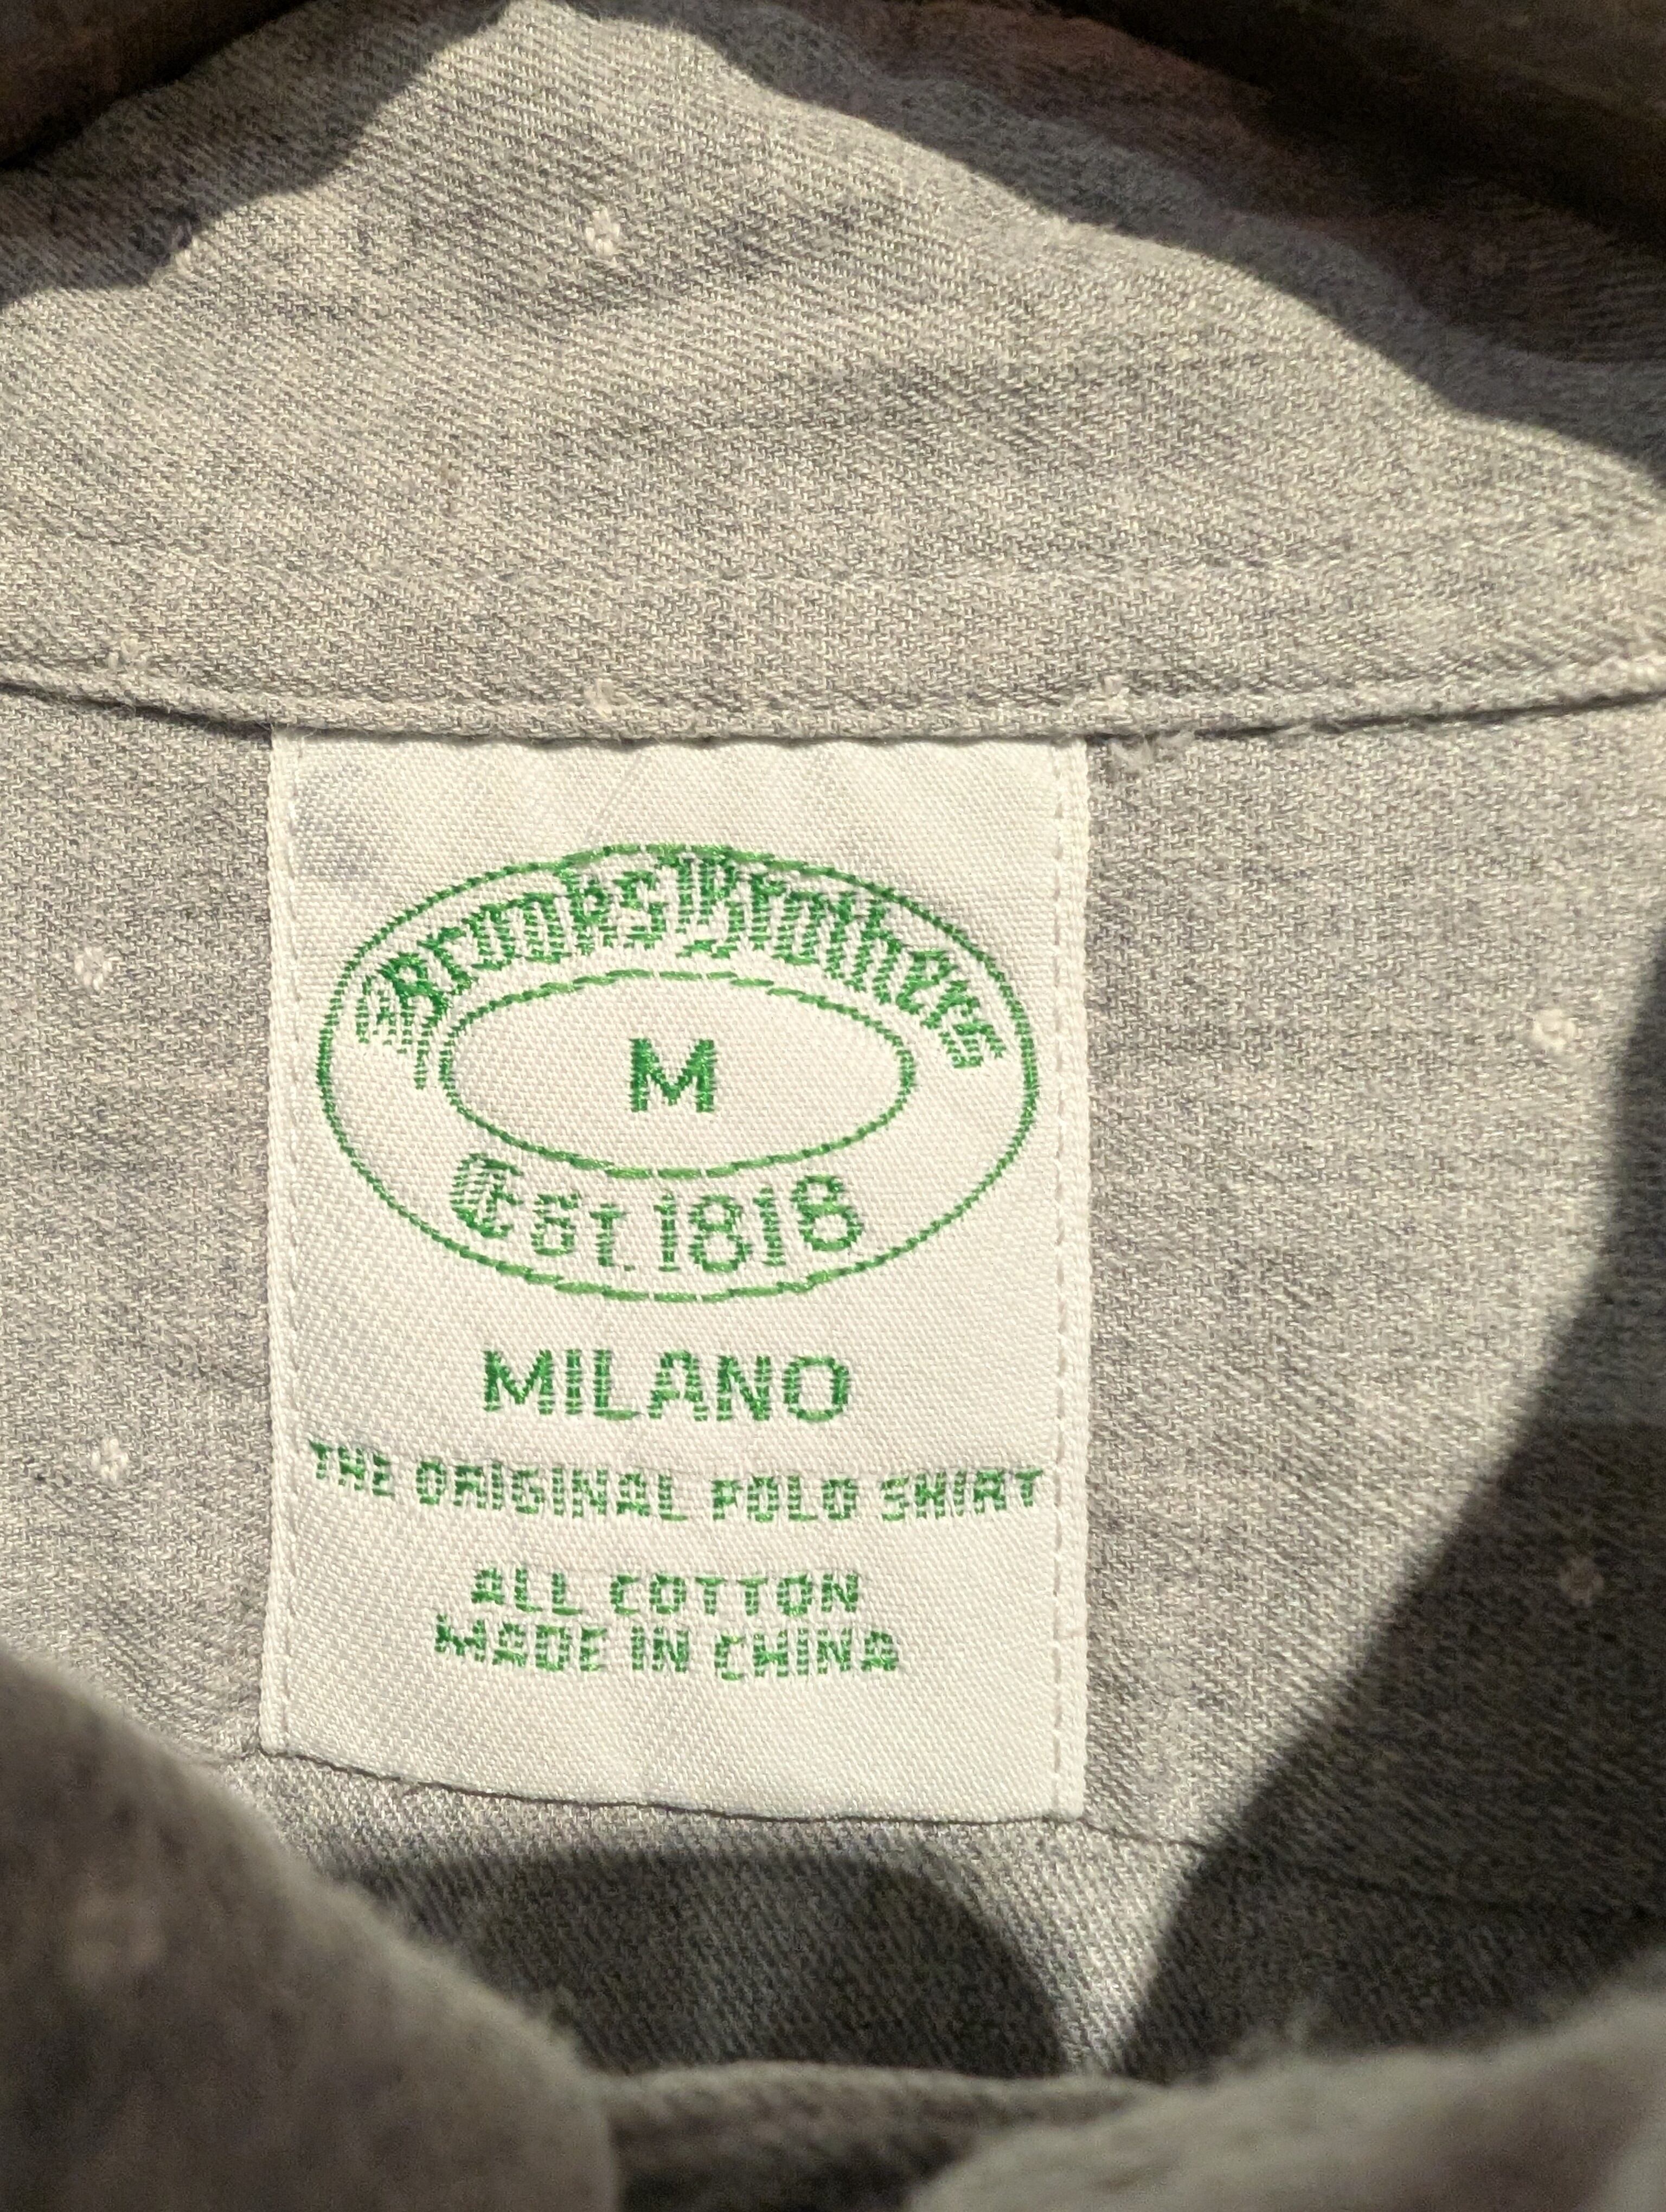 Brooks Brothers
M
Est. 1818
MILANO
THE ORIGINAL POLO SHIRT
ALL COTTON
MADE IN CHINA